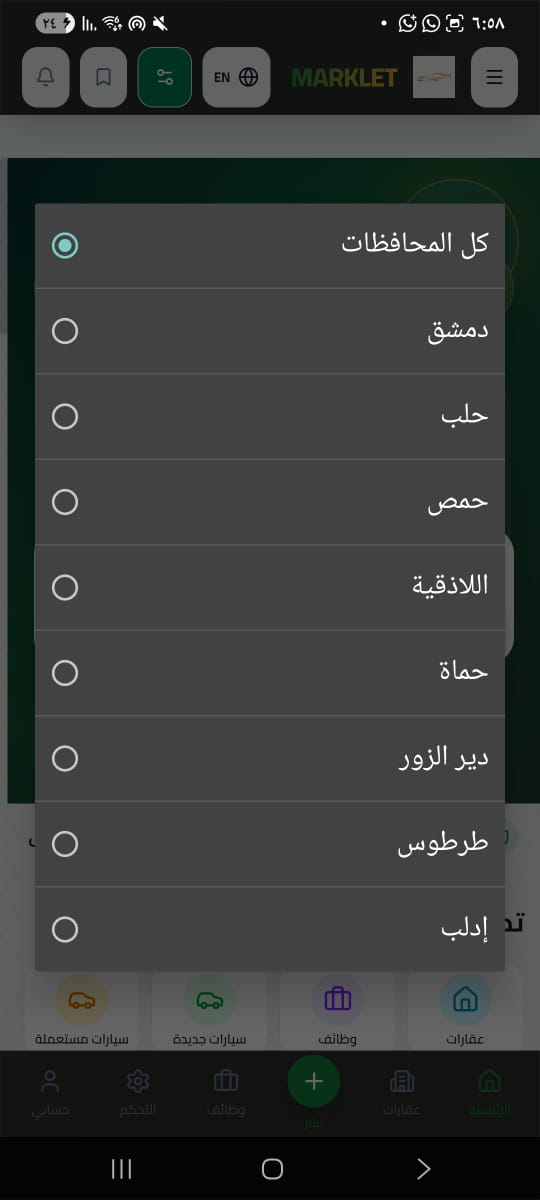 ٦:٥٨
٢٤
MARKLET
EN
كل المحافظات
دمشق
حلب
حمص
اللاذقية
حماة
دير الزور
طرطوس
إدلب
عقارات
وظائف
سيارات جديدة
سيارات مستعملة
الرئيسية
عقارات
نشر
وظائف
التحكم
حسابي